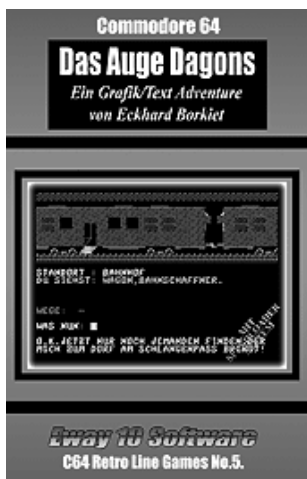 Commodore 64
Das Auge Dagons
Ein Grafik/Text Adventure
von Eckhard Borkiet
STANDORT : BAHNHOF
DU SIEHST: WAGON,BAHNSCHAFFNER.
WEGE: -
WAS NUN:
O.K.JETZT NUR NOCH JEMANDEN FINDEN DER
MICH ZUM DORF AM SCHLANGENPASS BRINGT!
MIT
Eway 10 Software
C64 Retro Line Games No.5.